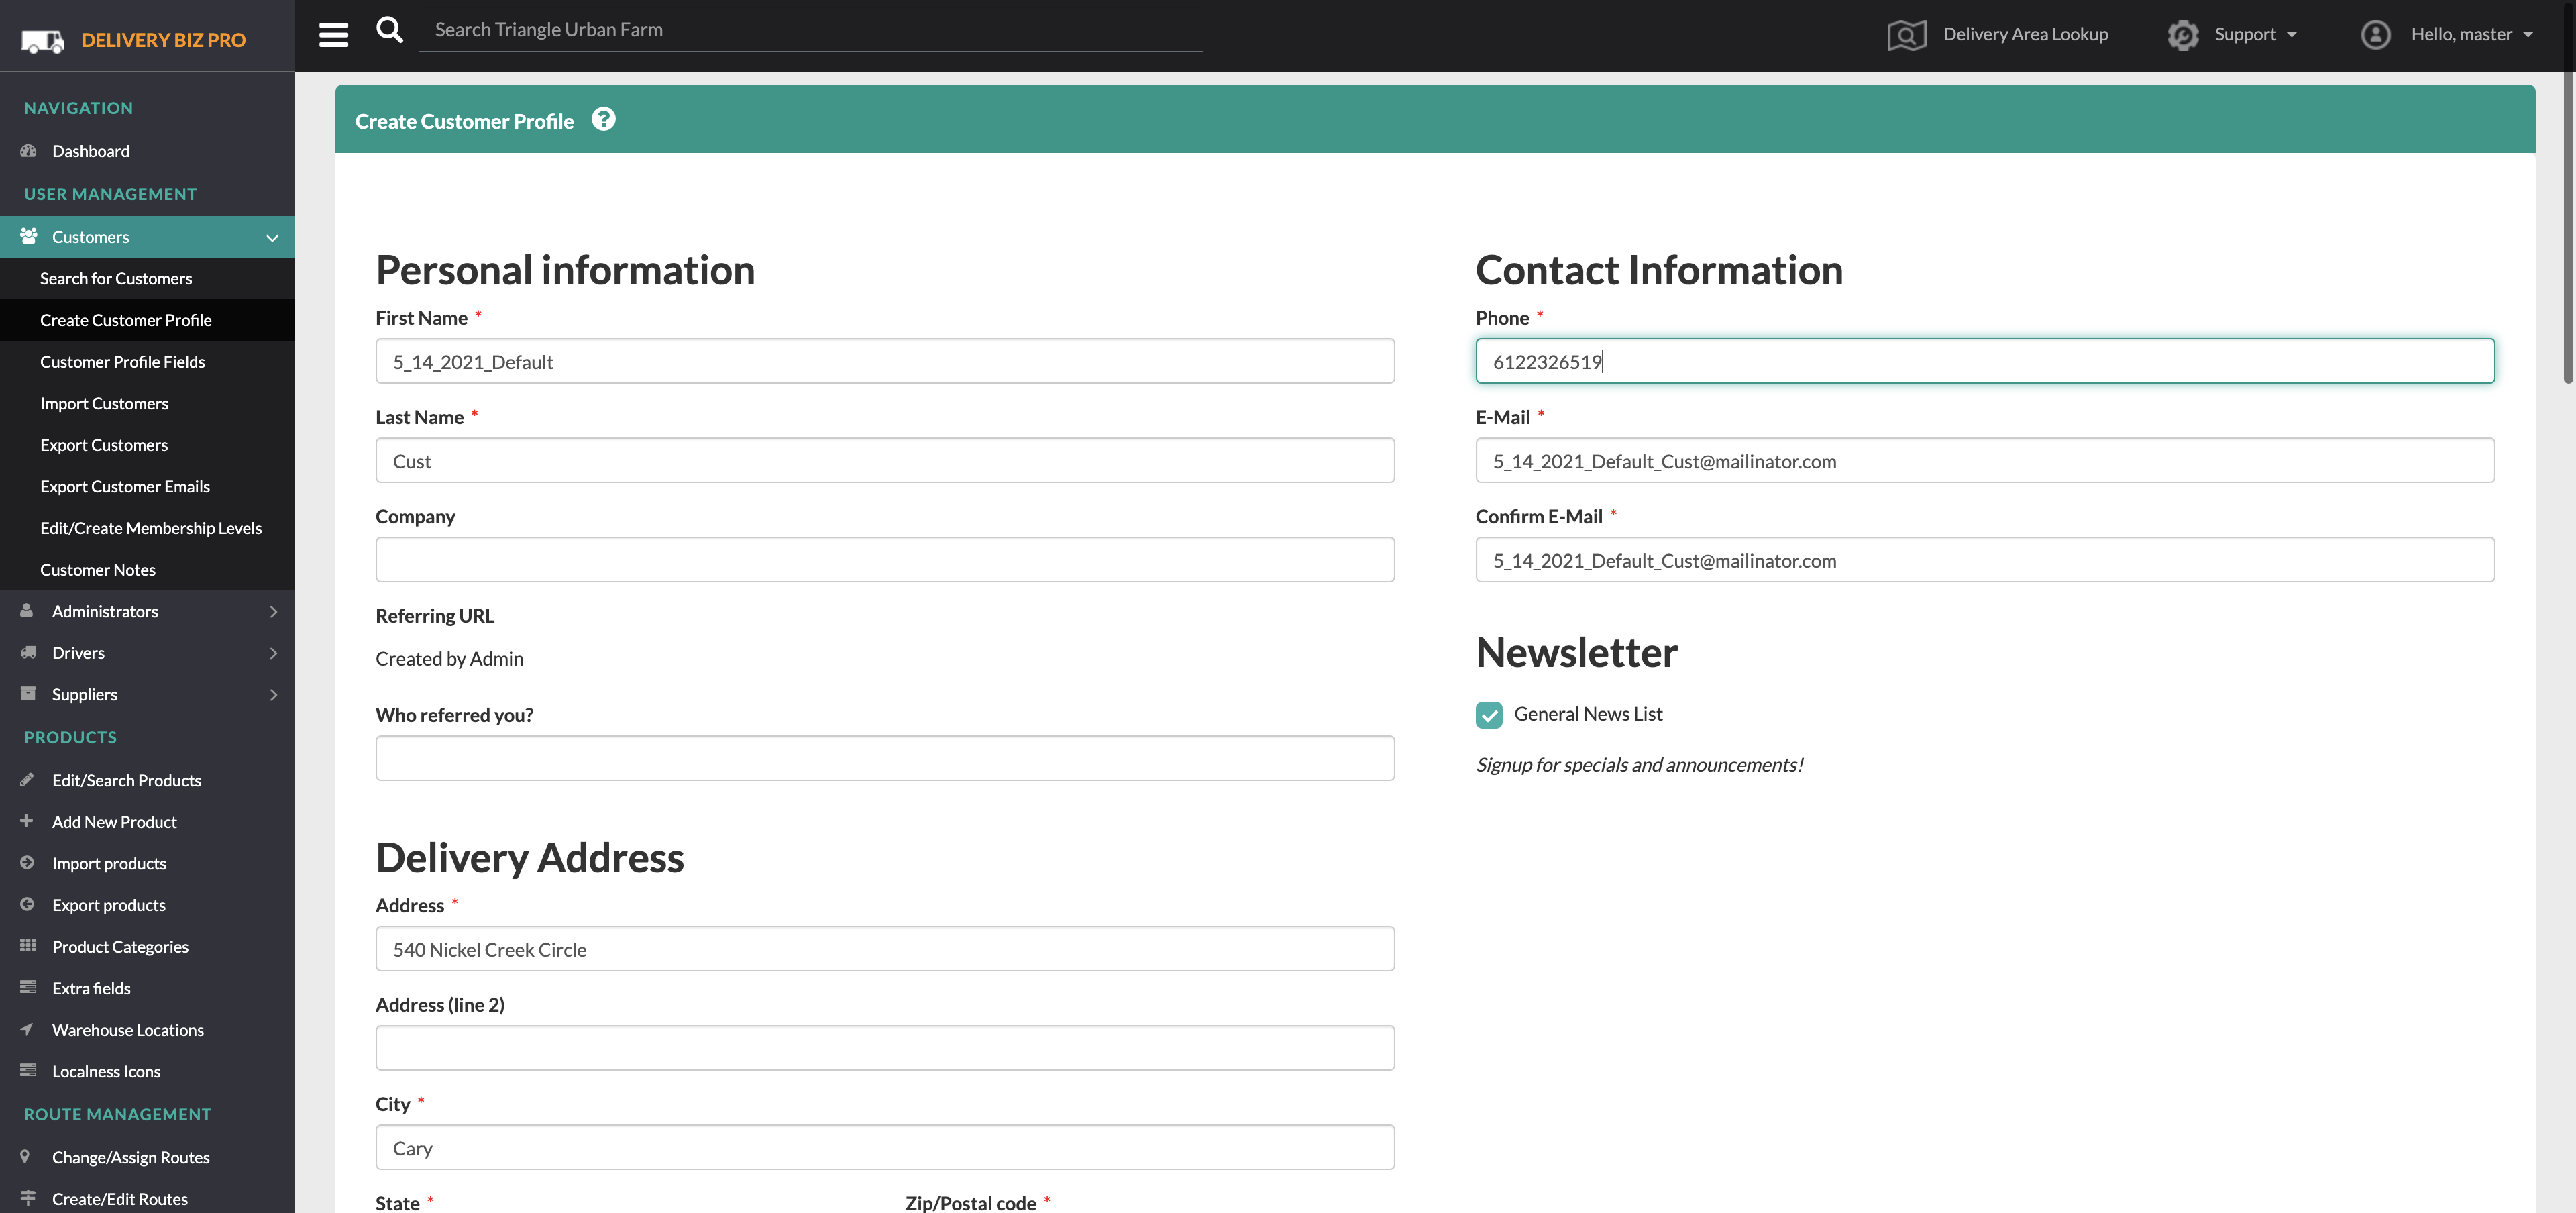 DELIVERY BIZ PRO
Search Triangle Urban Farm
Delivery Area Lookup
Support
Hello, master
NAVIGATION
Dashboard
USER MANAGEMENT
Customers
Search for Customers
Create Customer Profile
Customer Profile Fields
Import Customers
Export Customers
Export Customer Emails
Edit/Create Membership Levels
Customer Notes
Administrators
Drivers
Suppliers
PRODUCTS
Edit/Search Products
Add New Product
Import products
Export products
Product Categories
Extra fields
Warehouse Locations
Localness Icons
ROUTE MANAGEMENT
Change/Assign Routes
Create/Edit Routes
Create Customer Profile ?
Personal information
First Name *
5_14_2021_Default
Last Name *
Cust
Company
Referring URL
Created by Admin
Who referred you?
Delivery Address
Address *
540 Nickel Creek Circle
Address (line 2)
City *
Cary
State *
Zip/Postal code *
Contact Information
Phone *
6122326519
E-Mail *
5_14_2021_Default_Cust@mailinator.com
Confirm E-Mail *
5_14_2021_Default_Cust@mailinator.com
Newsletter
General News List
Signup for specials and announcements!